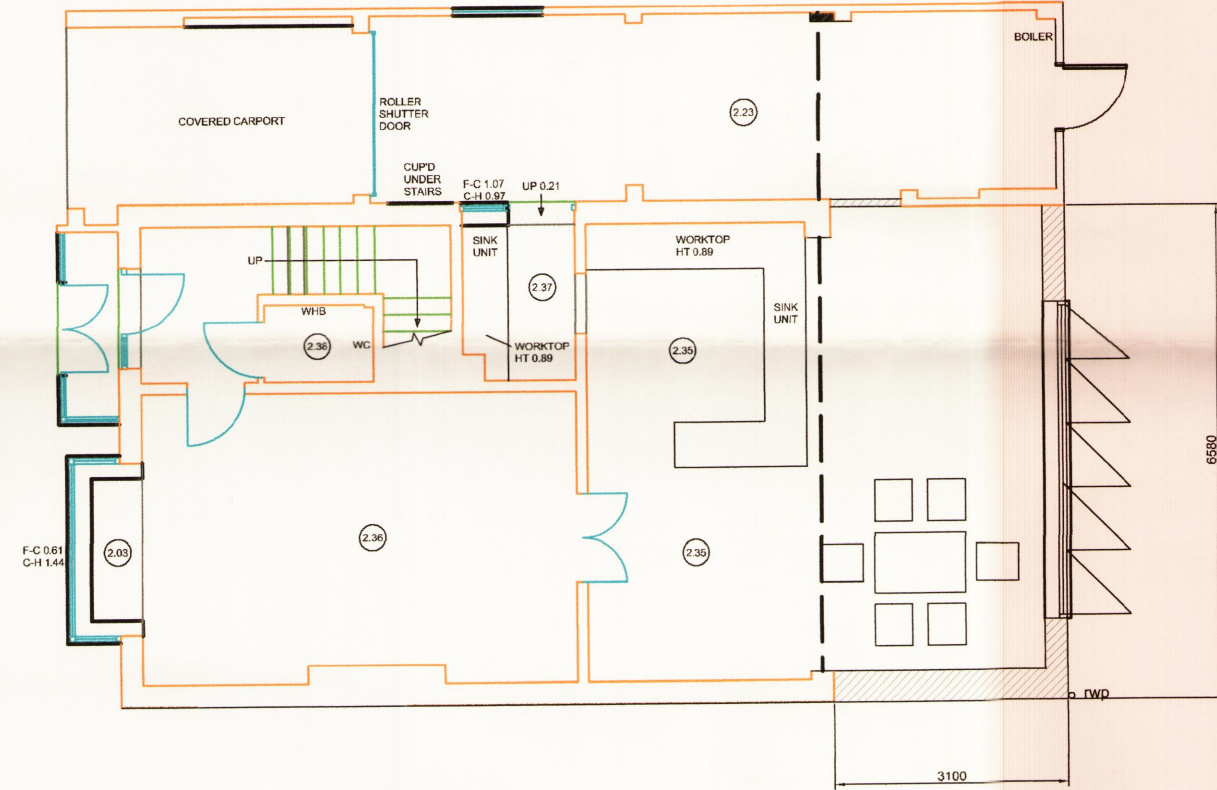 BOILER
COVERED CARPORT
ROLLER
SHUTTER
DOOR
2.23
CUP'D
UNDER
STAIRS
F-C 1.07
C-H 0.97
UP 0.21
SINK
UNIT
WORKTOP
HT 0.89
UP
2.37
WHB
SINK
UNIT
2.36
WC
WORKTOP
HT 0.89
2.35
6580
F-C 0.61
C-H 1.44
2.03
2.36
2.35
rwp
3100